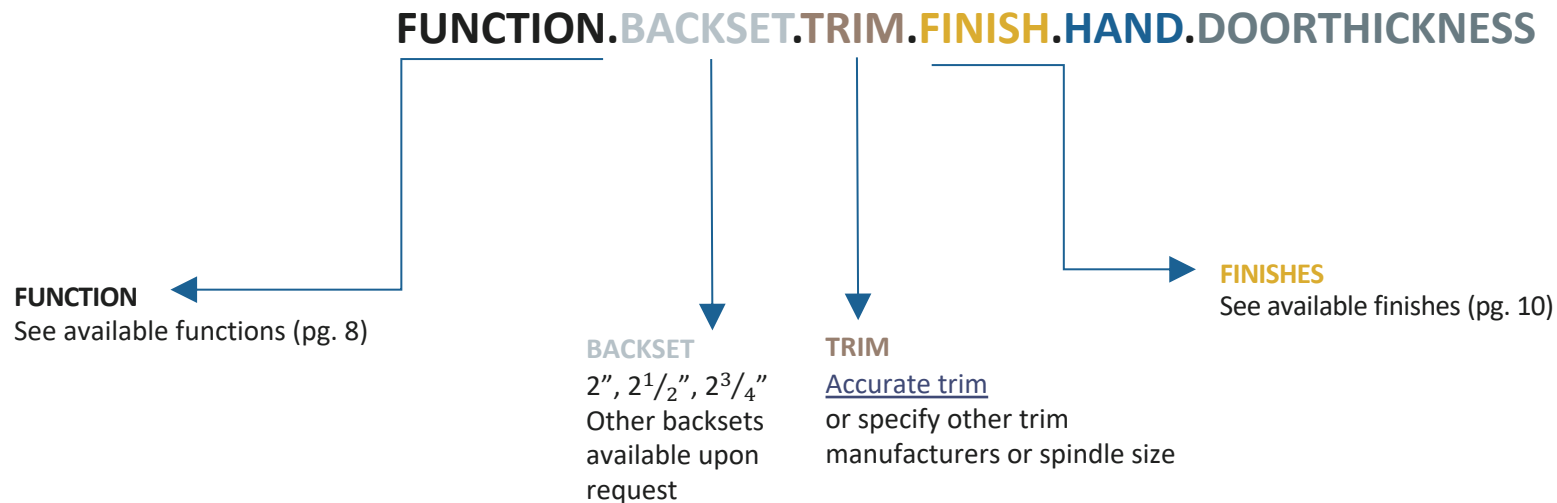 FUNCTION.BACKSET.TRIM.FINISH.HAND.DOORTHICKNESS
FUNCTION
See available functions (pg. 8)
BACKSET
2”, 2 1/2”, 2 3/4”
Other backsets
available upon
request
TRIM
Accurate trim
or specify other trim
manufacturers or spindle size
FINISHES
See available finishes (pg. 10)